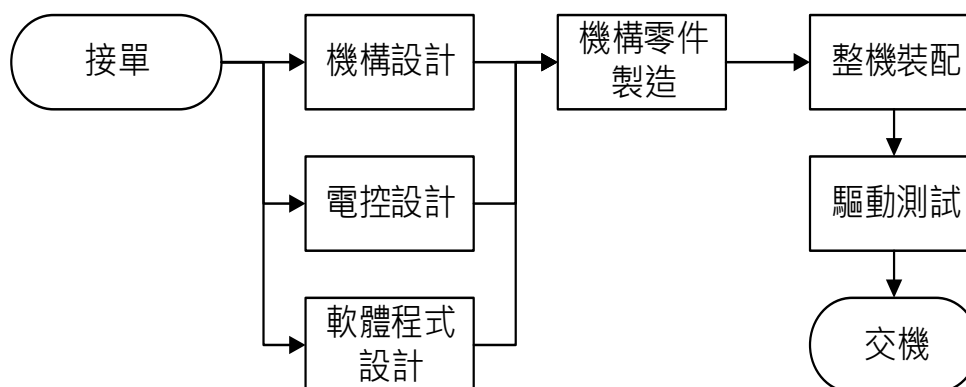 接單
機構設計
機構零件
製造
整機裝配
電控設計
驅動測試
軟體程式
設計
交機